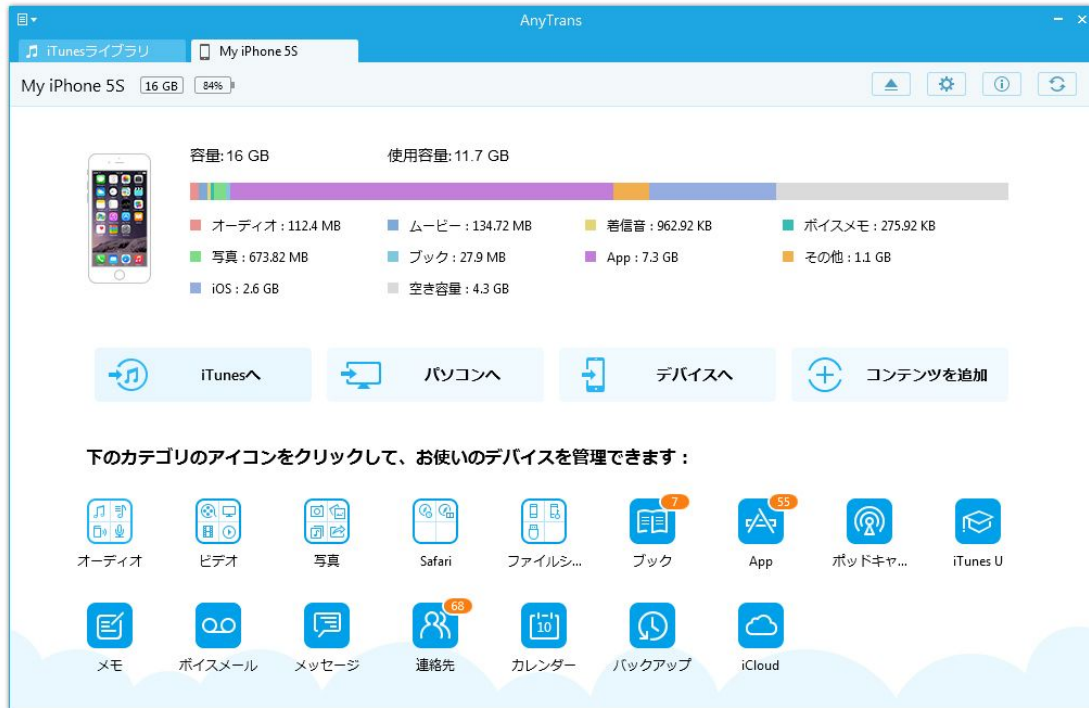 AnyTrans
iTunesライブラリ
My iPhone 5S
My iPhone 5S 16 GB 84%
容量:16 GB 使用容量:11.7 GB
オーディオ : 112.4 MB ムービー : 134.72 MB 着信音 : 962.92 KB ボイスメモ : 275.92 KB
写真 : 673.82 MB ブック : 27.9 MB App : 7.3 GB その他 : 1.1 GB
iOS : 2.6 GB 空き容量 : 4.3 GB
iTunesへ パソコンへ デバイスへ コンテンツを追加
下のカテゴリのアイコンをクリックして、お使いのデバイスを管理できます：
7 55
オーディオ ビデオ 写真 Safari ファイルシ... ブック App ポッドキャ... iTunes U
68
10
メモ ボイスメール メッセージ 連絡先 カレンダー バックアップ iCloud